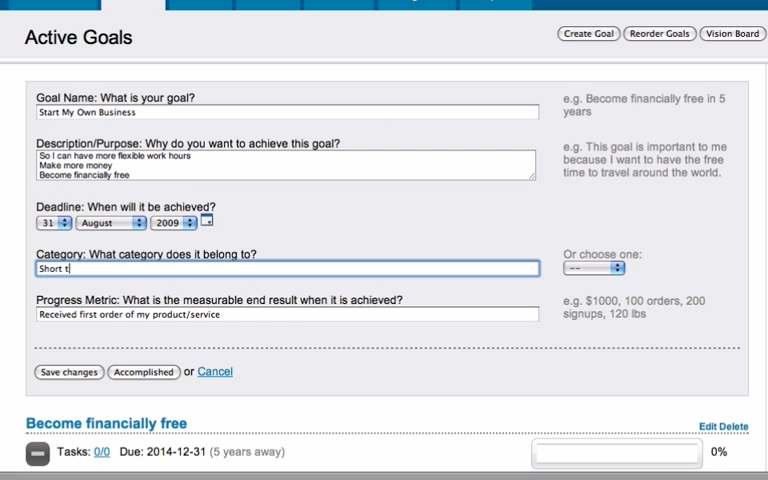 Active Goals
Create Goal Reorder Goals Vision Board
Goal Name: What is your goal?
Start My Own Business
e.g. Become financially free in 5
years
Description/Purpose: Why do you want to achieve this goal?
So I can have more flexible work hours
Make more money
Become financially free
e.g. This goal is important to me
because I want to have the free
time to travel around the world.
Deadline: When will it be achieved?
31 August 2009
Category: What category does it belong to?
Short t
Or choose one:
--
Progress Metric: What is the measurable end result when it is achieved?
Received first order of my product/service
e.g. $1000, 100 orders, 200
signups, 120 lbs
Save changes Accomplished or Cancel
Become financially free
Edit Delete
Tasks: 0/0 Due: 2014-12-31 (5 years away)
0%